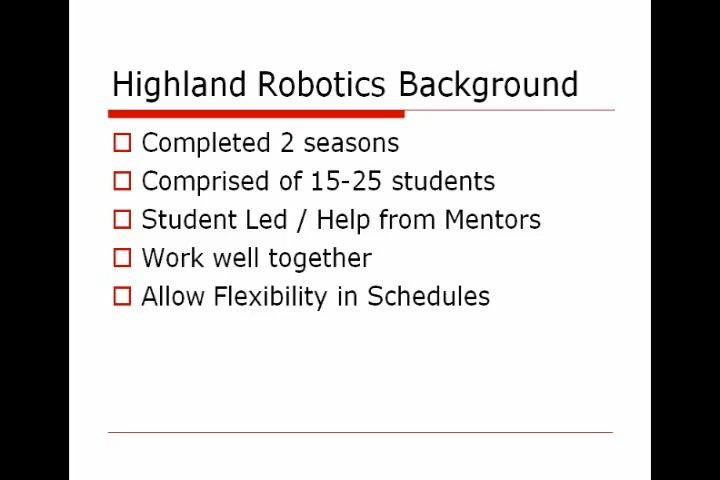 Highland Robotics Background
Completed 2 seasons
Comprised of 15-25 students
Student Led / Help from Mentors
Work well together
Allow Flexibility in Schedules